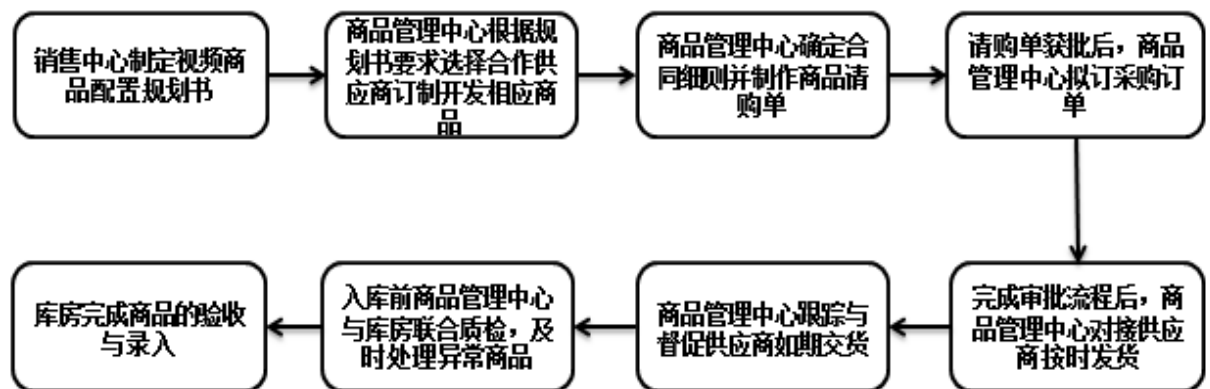 销售中心制定视频商
品配置规划书
商品管理中心根据规
划书要求选择合作供
应商订制开发相应商
品
商品管理中心确定合
同细则并制作商品请
购单
请购单获批后，商品
管理中心拟订采购订
单
完成审批流程后，商
品管理中心对接供应
商按时发货
商品管理中心跟踪与
督促供应商如期交货
入库前商品管理中心
与库房联合质检，及
时处理异常商品
库房完成商品的验收
与录入